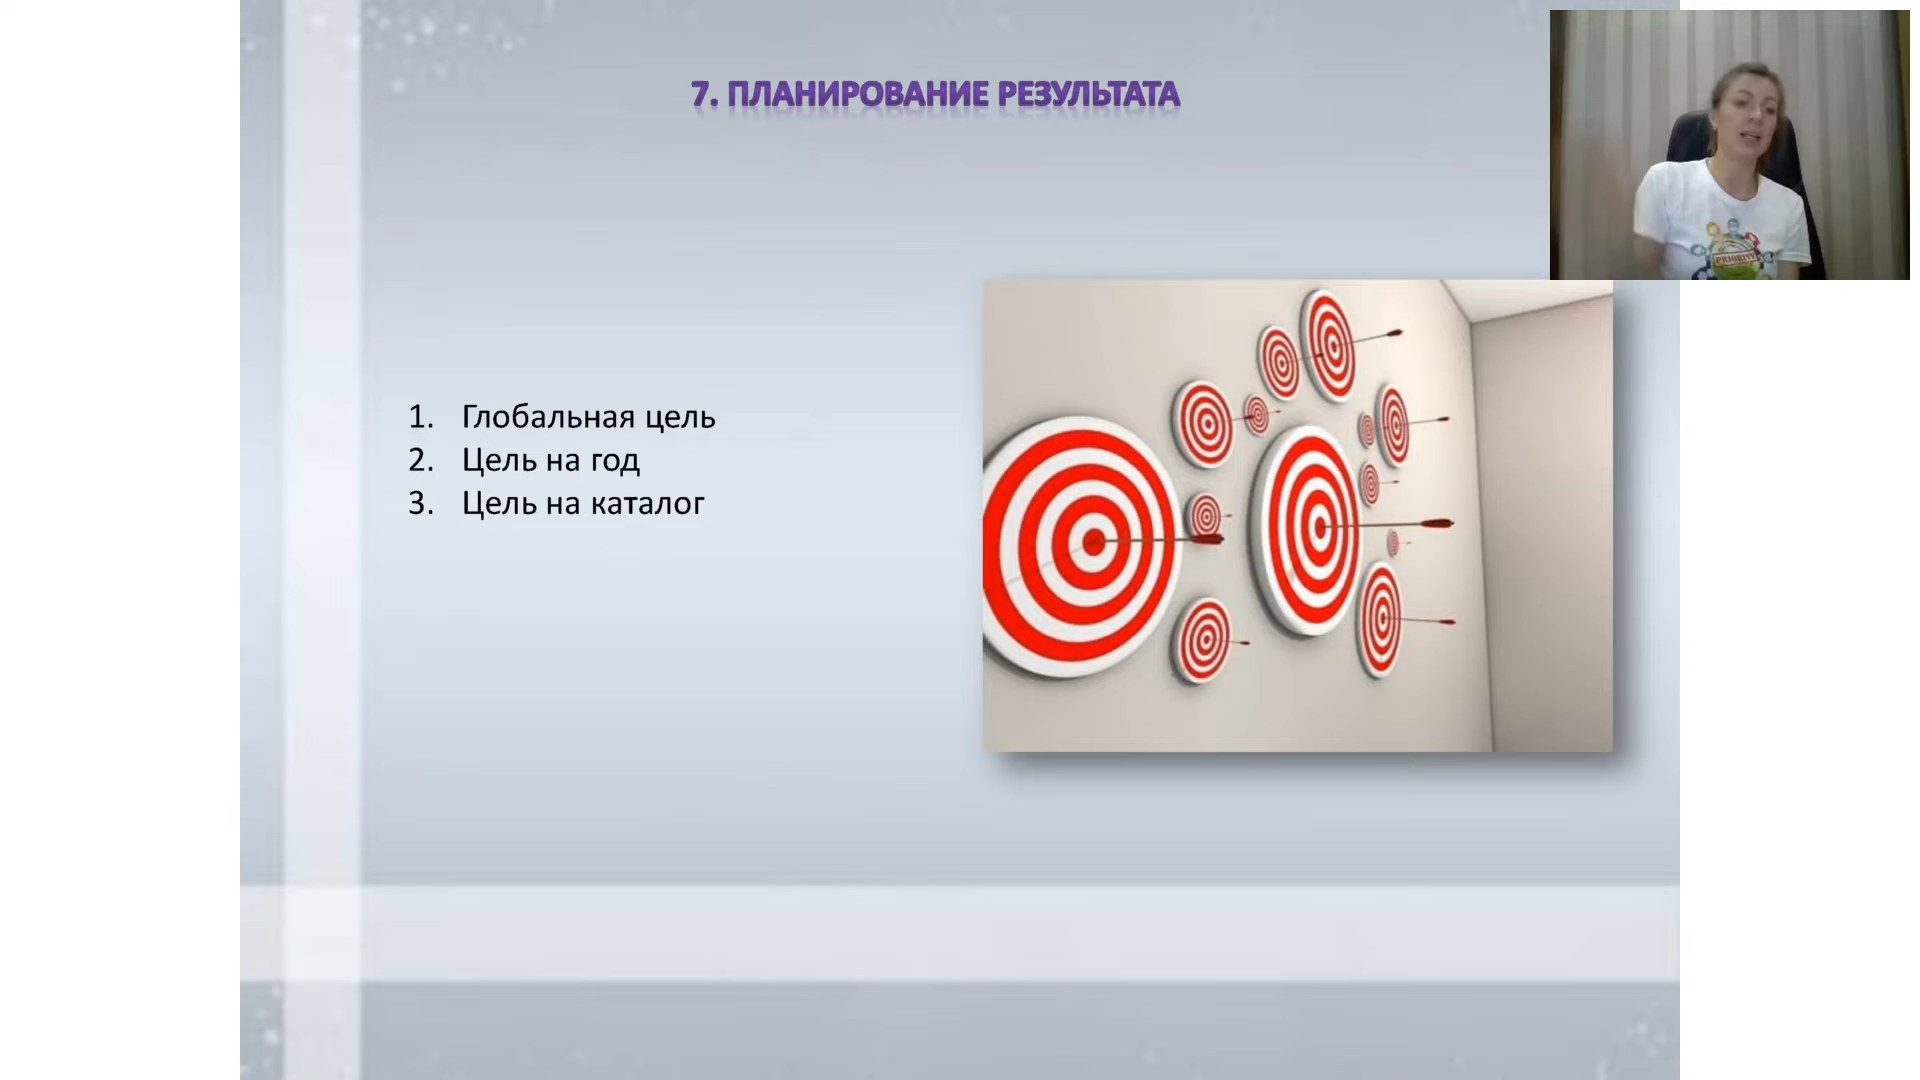 7. ПЛАНИРОВАНИЕ РЕЗУЛЬТАТА
1. Глобальная цель
2. Цель на год
3. Цель на каталог